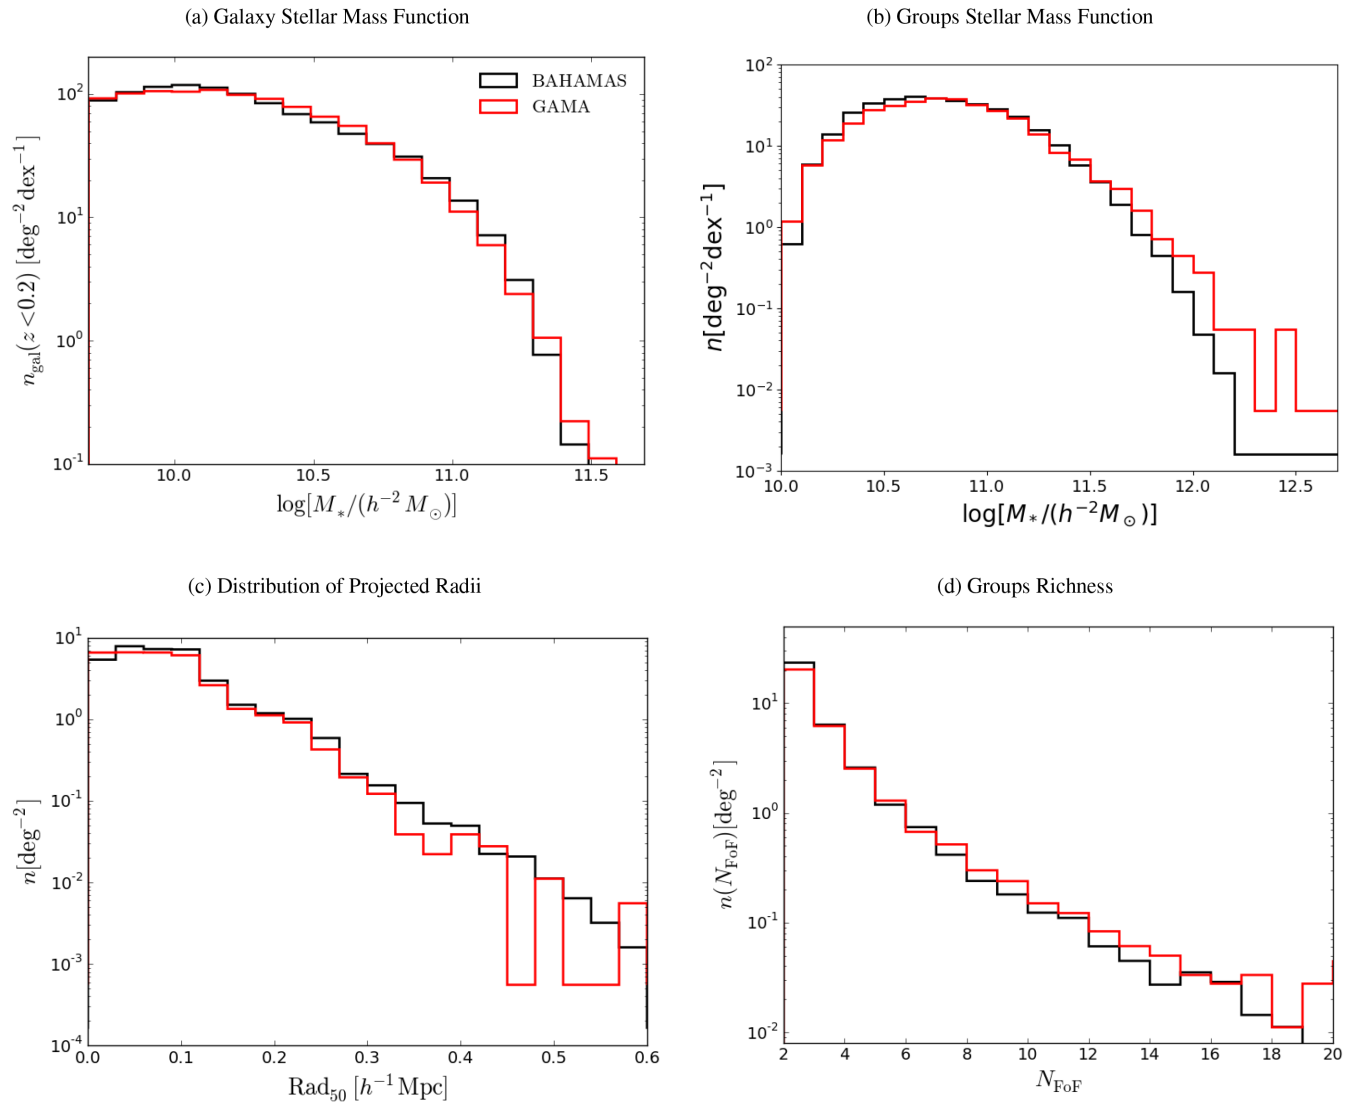 (a) Galaxy Stellar Mass Function
BAHAMAS
GAMA
n_gal(z<0.2) [deg⁻² dex⁻¹]
10² 10¹ 10⁰ 10⁻¹
10.0 10.5 11.0 11.5
log[M_*/(h⁻² M_⊙)]
(b) Groups Stellar Mass Function
n[deg⁻²dex⁻¹]
10² 10¹ 10⁰ 10⁻¹ 10⁻² 10⁻³
10.0 10.5 11.0 11.5 12.0 12.5
log[M_*/(h⁻²M_⊙)]
(c) Distribution of Projected Radii
n[deg⁻²]
10¹ 10⁰ 10⁻¹ 10⁻² 10⁻³ 10⁻⁴
0.0 0.1 0.2 0.3 0.4 0.5 0.6
Rad₅₀ [h⁻¹ Mpc]
(d) Groups Richness
n(N_FoF)[deg⁻²]
10¹ 10⁰ 10⁻¹ 10⁻²
2 4 6 8 10 12 14 16 18 20
N_FoF